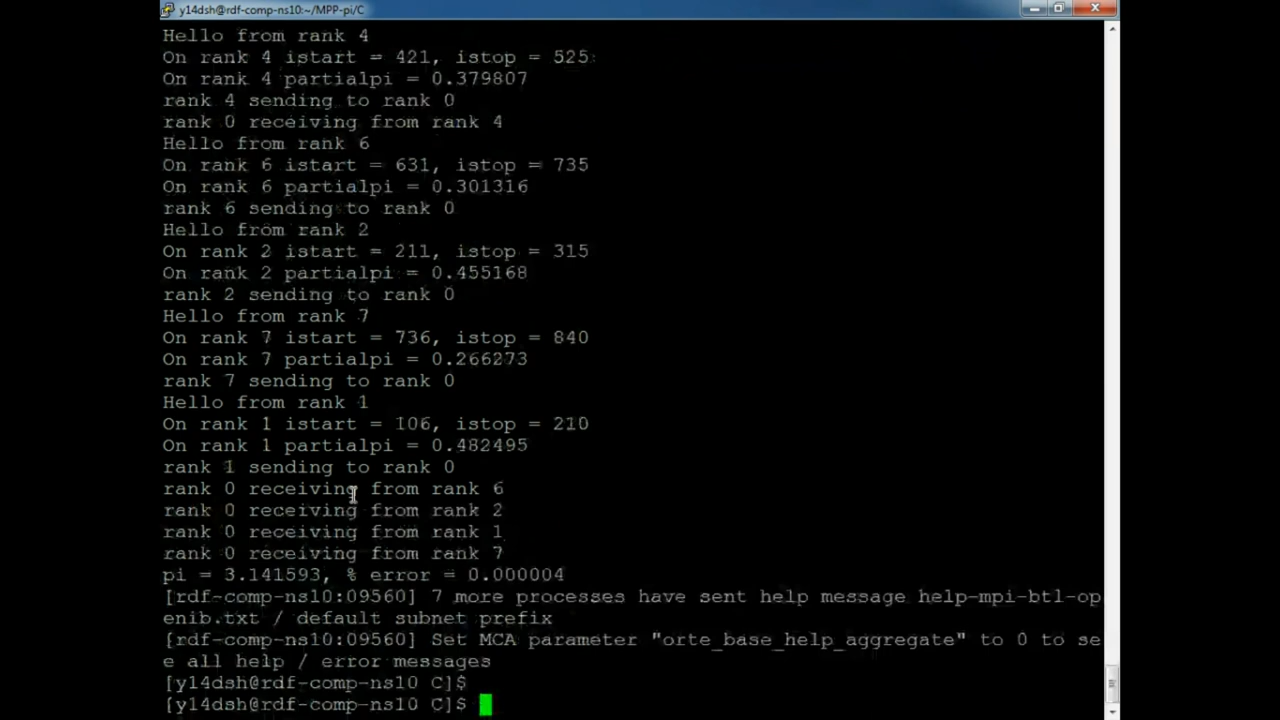 y14dsh@rdf-comp-ns10:~/MPP-pi/C
Hello from rank 4
On rank 4 istart = 421, istop = 525
On rank 4 partialpi = 0.379807
rank 4 sending to rank 0
rank 0 receiving from rank 4
Hello from rank 6
On rank 6 istart = 631, istop = 735
On rank 6 partialpi = 0.301316
rank 6 sending to rank 0
Hello from rank 2
On rank 2 istart = 211, istop = 315
On rank 2 partialpi = 0.455168
rank 2 sending to rank 0
Hello from rank 7
On rank 7 istart = 736, istop = 840
On rank 7 partialpi = 0.266273
rank 7 sending to rank 0
Hello from rank 1
On rank 1 istart = 106, istop = 210
On rank 1 partialpi = 0.482495
rank 1 sending to rank 0
rank 0 receiving from rank 6
rank 0 receiving from rank 2
rank 0 receiving from rank 1
rank 0 receiving from rank 7
pi = 3.141593, % error = 0.000004
[rdf-comp-ns10:09560] 7 more processes have sent help message help-mpi-btl-op
enib.txt / default subnet prefix
[rdf-comp-ns10:09560] Set MCA parameter "orte_base_help_aggregate" to 0 to se
e all help / error messages
[y14dsh@rdf-comp-ns10 C]$
[y14dsh@rdf-comp-ns10 C]$